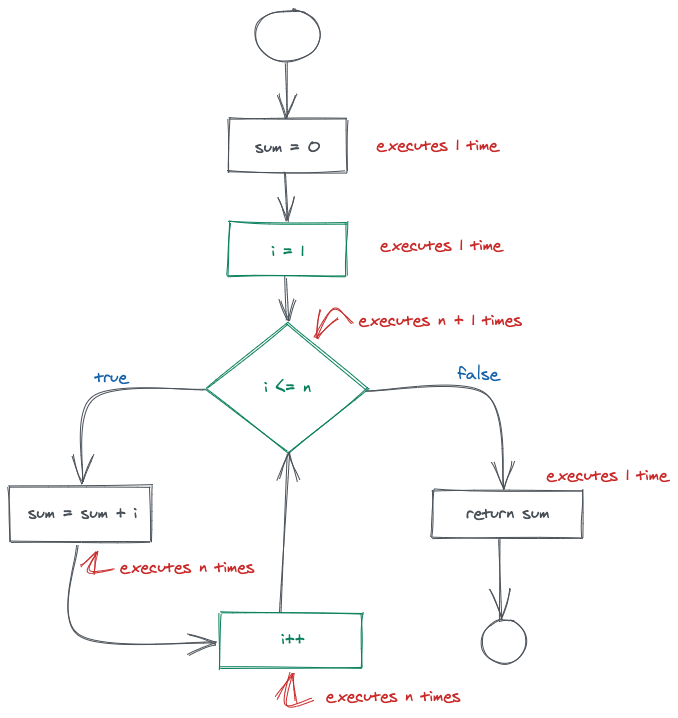 sum = 0
executes 1 time
i = 1
executes 1 time
executes n + 1 times
i <= n
true
false
executes 1 time
sum = sum + i
return sum
executes n times
i++
executes n times